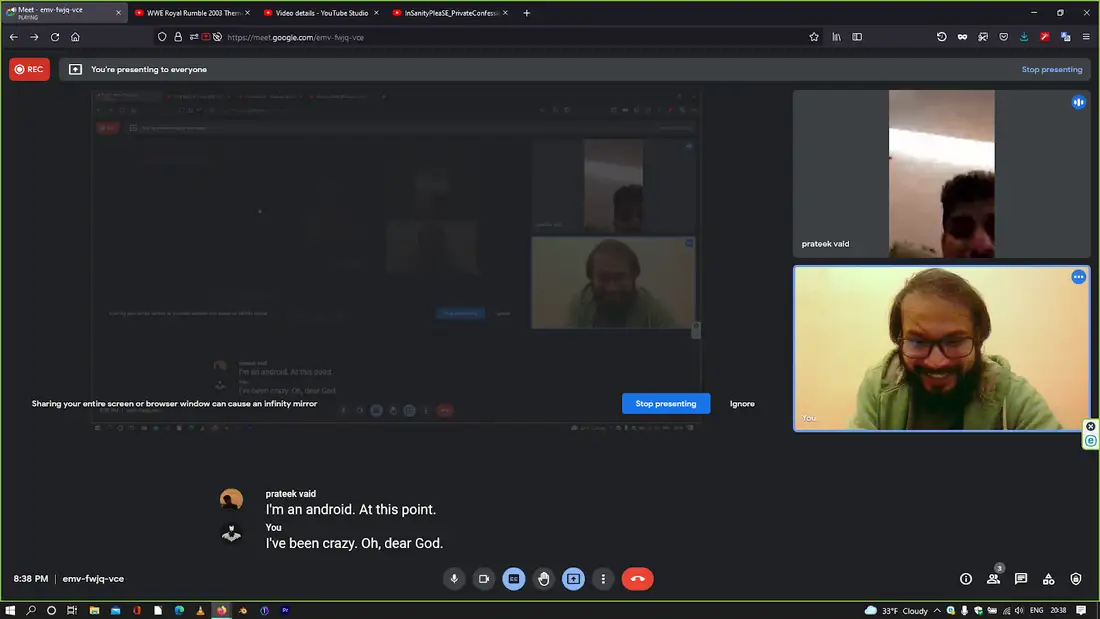 Meet - emv-fwjq-vce
PLAYING
WWE Royal Rumble 2003 Them
Video details - YouTube Studio
InSanityPleaSE_PrivateConfessi
https://meet.google.com/emv-fwjq-vce
REC
You're presenting to everyone
Stop presenting
prateek vaid
Sharing your entire screen or browser window can cause an infinity mirror
Stop presenting
Ignore
You
prateek vaid
I'm an android. At this point.
You
I've been crazy. Oh, dear God.
8:38 PM | emv-fwjq-vce
3
33°F Cloudy
ENG
20:38